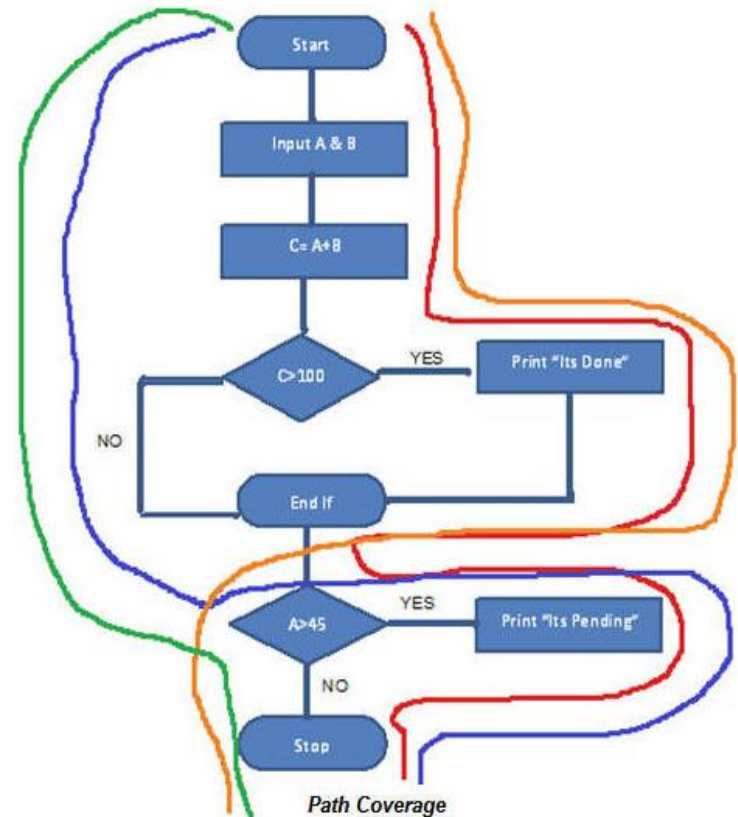 Start
Input A & B
C= A+B
C>100
YES
Print "Its Done"
NO
End If
A>45
YES
Print "Its Pending"
NO
Stop
Path Coverage